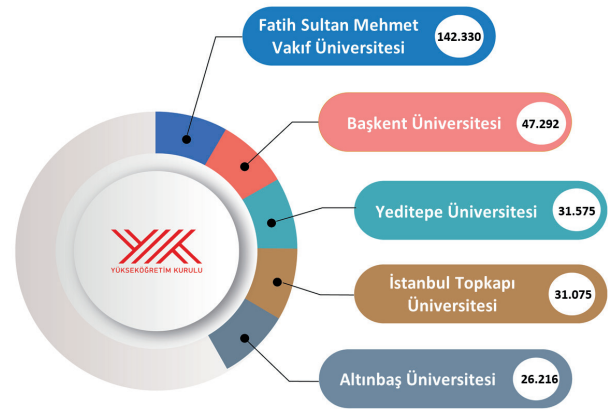 Fatih Sultan Mehmet
Vakıf Üniversitesi
142.330
Başkent Üniversitesi
47.292
Yeditepe Üniversitesi
31.575
YÜKSEKÖĞRETİM KURULU
İstanbul Topkapı
Üniversitesi
31.075
Altınbaş Üniversitesi
26.216